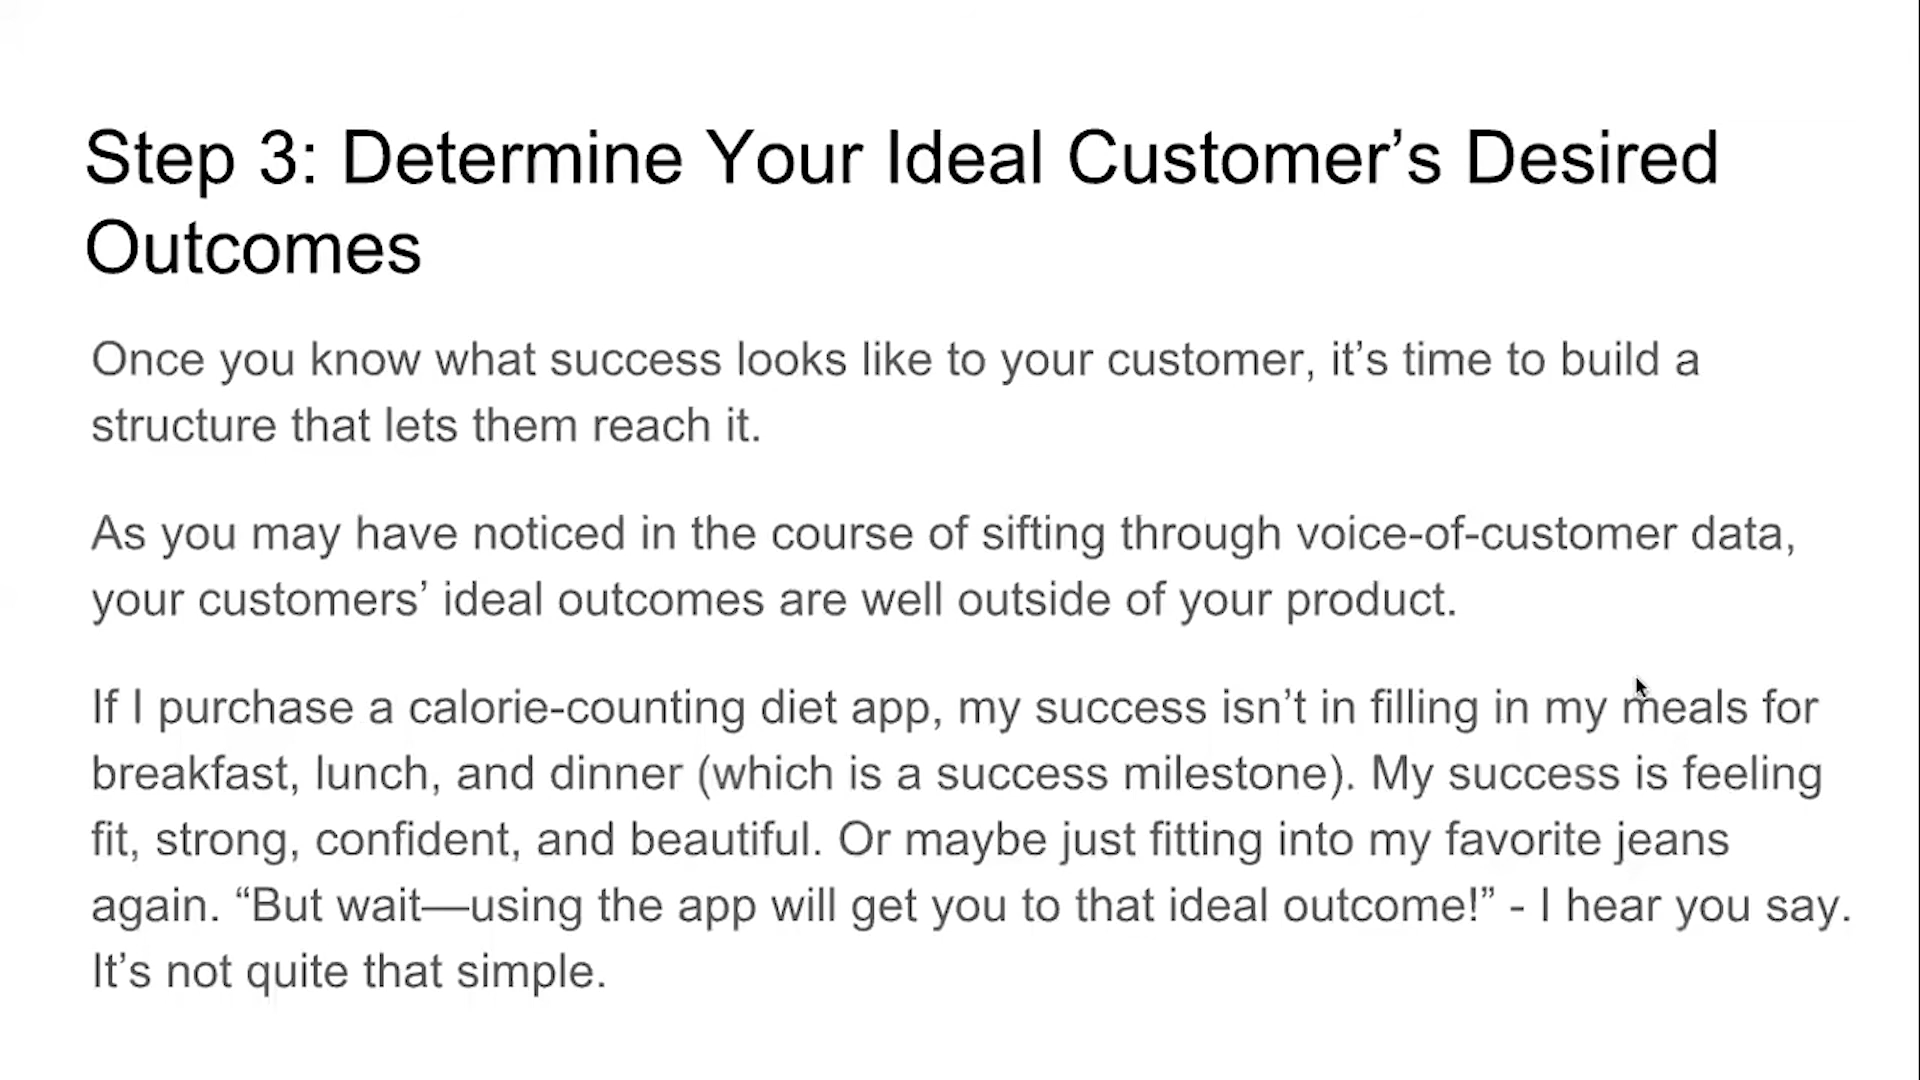 Step 3: Determine Your Ideal Customer’s Desired
Outcomes
Once you know what success looks like to your customer, it’s time to build a
structure that lets them reach it.
As you may have noticed in the course of sifting through voice-of-customer data,
your customers’ ideal outcomes are well outside of your product.
If I purchase a calorie-counting diet app, my success isn’t in filling in my meals for
breakfast, lunch, and dinner (which is a success milestone). My success is feeling
fit, strong, confident, and beautiful. Or maybe just fitting into my favorite jeans
again. “But wait—using the app will get you to that ideal outcome!” - I hear you say.
It’s not quite that simple.